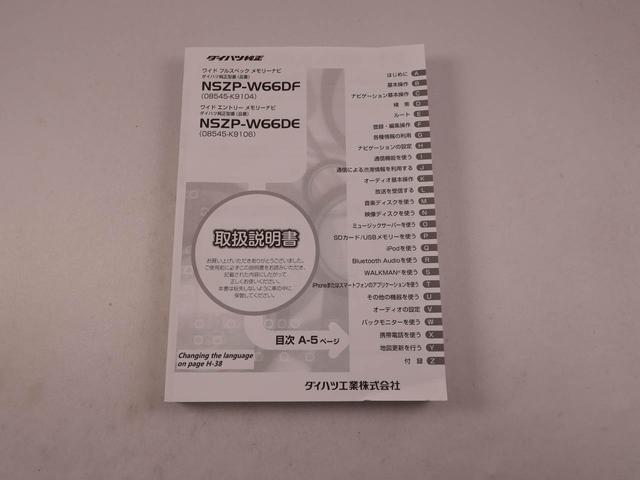 ダイハツ純正
ワイド フルスペック メモリーナビ
ダイハツ純正型番(品番)
NSZP-W66DF
(08545-K9104)
ワイド エントリー メモリーナビ
ダイハツ純正型番(品番)
NSZP-W66DE
(08545-K9106)
取扱説明書
お買い上げいただきありがとうございました。
ご使用前に必ずこの説明書をお読みいただき、
記載された内容にしたがって
正しくお使いください。
本書は紛失しないように車の中に
保管してください。
目次 A-5 ページ
Changing the language
on page H-38
ダイハツ工業株式会社
はじめに A
基本操作 B
ナビゲーション基本操作 C
検索 D
ルート E
登録・編集操作 F
各種情報の利用 G
ナビゲーションの設定 H
通信機能を使う I
通信による渋滞情報を利用する J
オーディオ基本操作 K
放送を受信する L
音楽ディスクを使う M
映像ディスクを使う N
ミュージックサーバーを使う O
SDカード/USBメモリーを使う P
iPodを使う Q
Bluetooth Audioを使う R
WALKMAN®を使う S
iPhoneまたはスマートフォンのアプリケーションを使う T
その他の機器を使う U
オーディオの設定 V
バックモニターを使う W
携帯電話を使う X
地図更新を行う Y
付録 Z